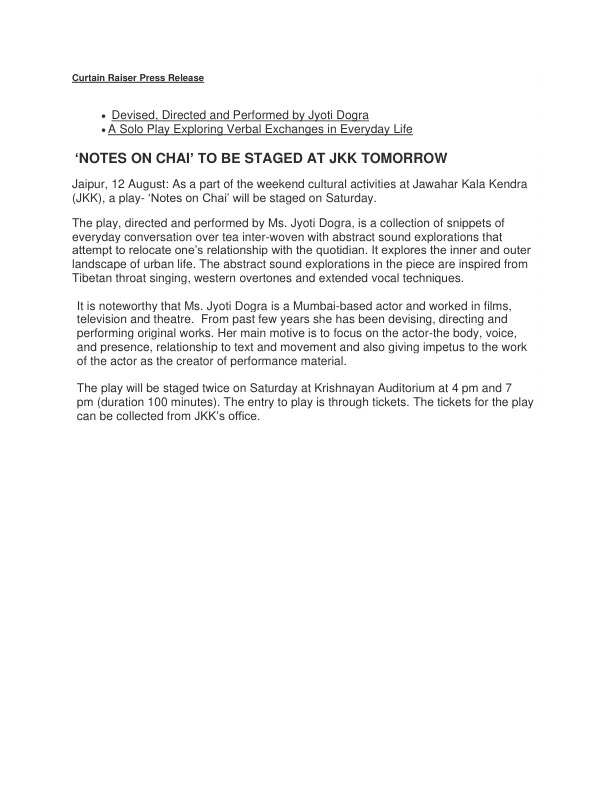 Curtain Raiser Press Release
• Devised, Directed and Performed by Jyoti Dogra
• A Solo Play Exploring Verbal Exchanges in Everyday Life
‘NOTES ON CHAI’ TO BE STAGED AT JKK TOMORROW
Jaipur, 12 August: As a part of the weekend cultural activities at Jawahar Kala Kendra
(JKK), a play- ‘Notes on Chai’ will be staged on Saturday.
The play, directed and performed by Ms. Jyoti Dogra, is a collection of snippets of
everyday conversation over tea inter-woven with abstract sound explorations that
attempt to relocate one’s relationship with the quotidian. It explores the inner and outer
landscape of urban life. The abstract sound explorations in the piece are inspired from
Tibetan throat singing, western overtones and extended vocal techniques.
It is noteworthy that Ms. Jyoti Dogra is a Mumbai-based actor and worked in films,
television and theatre.  From past few years she has been devising, directing and
performing original works. Her main motive is to focus on the actor-the body, voice,
and presence, relationship to text and movement and also giving impetus to the work
of the actor as the creator of performance material.
The play will be staged twice on Saturday at Krishnayan Auditorium at 4 pm and 7
pm (duration 100 minutes). The entry to play is through tickets. The tickets for the play
can be collected from JKK’s office.